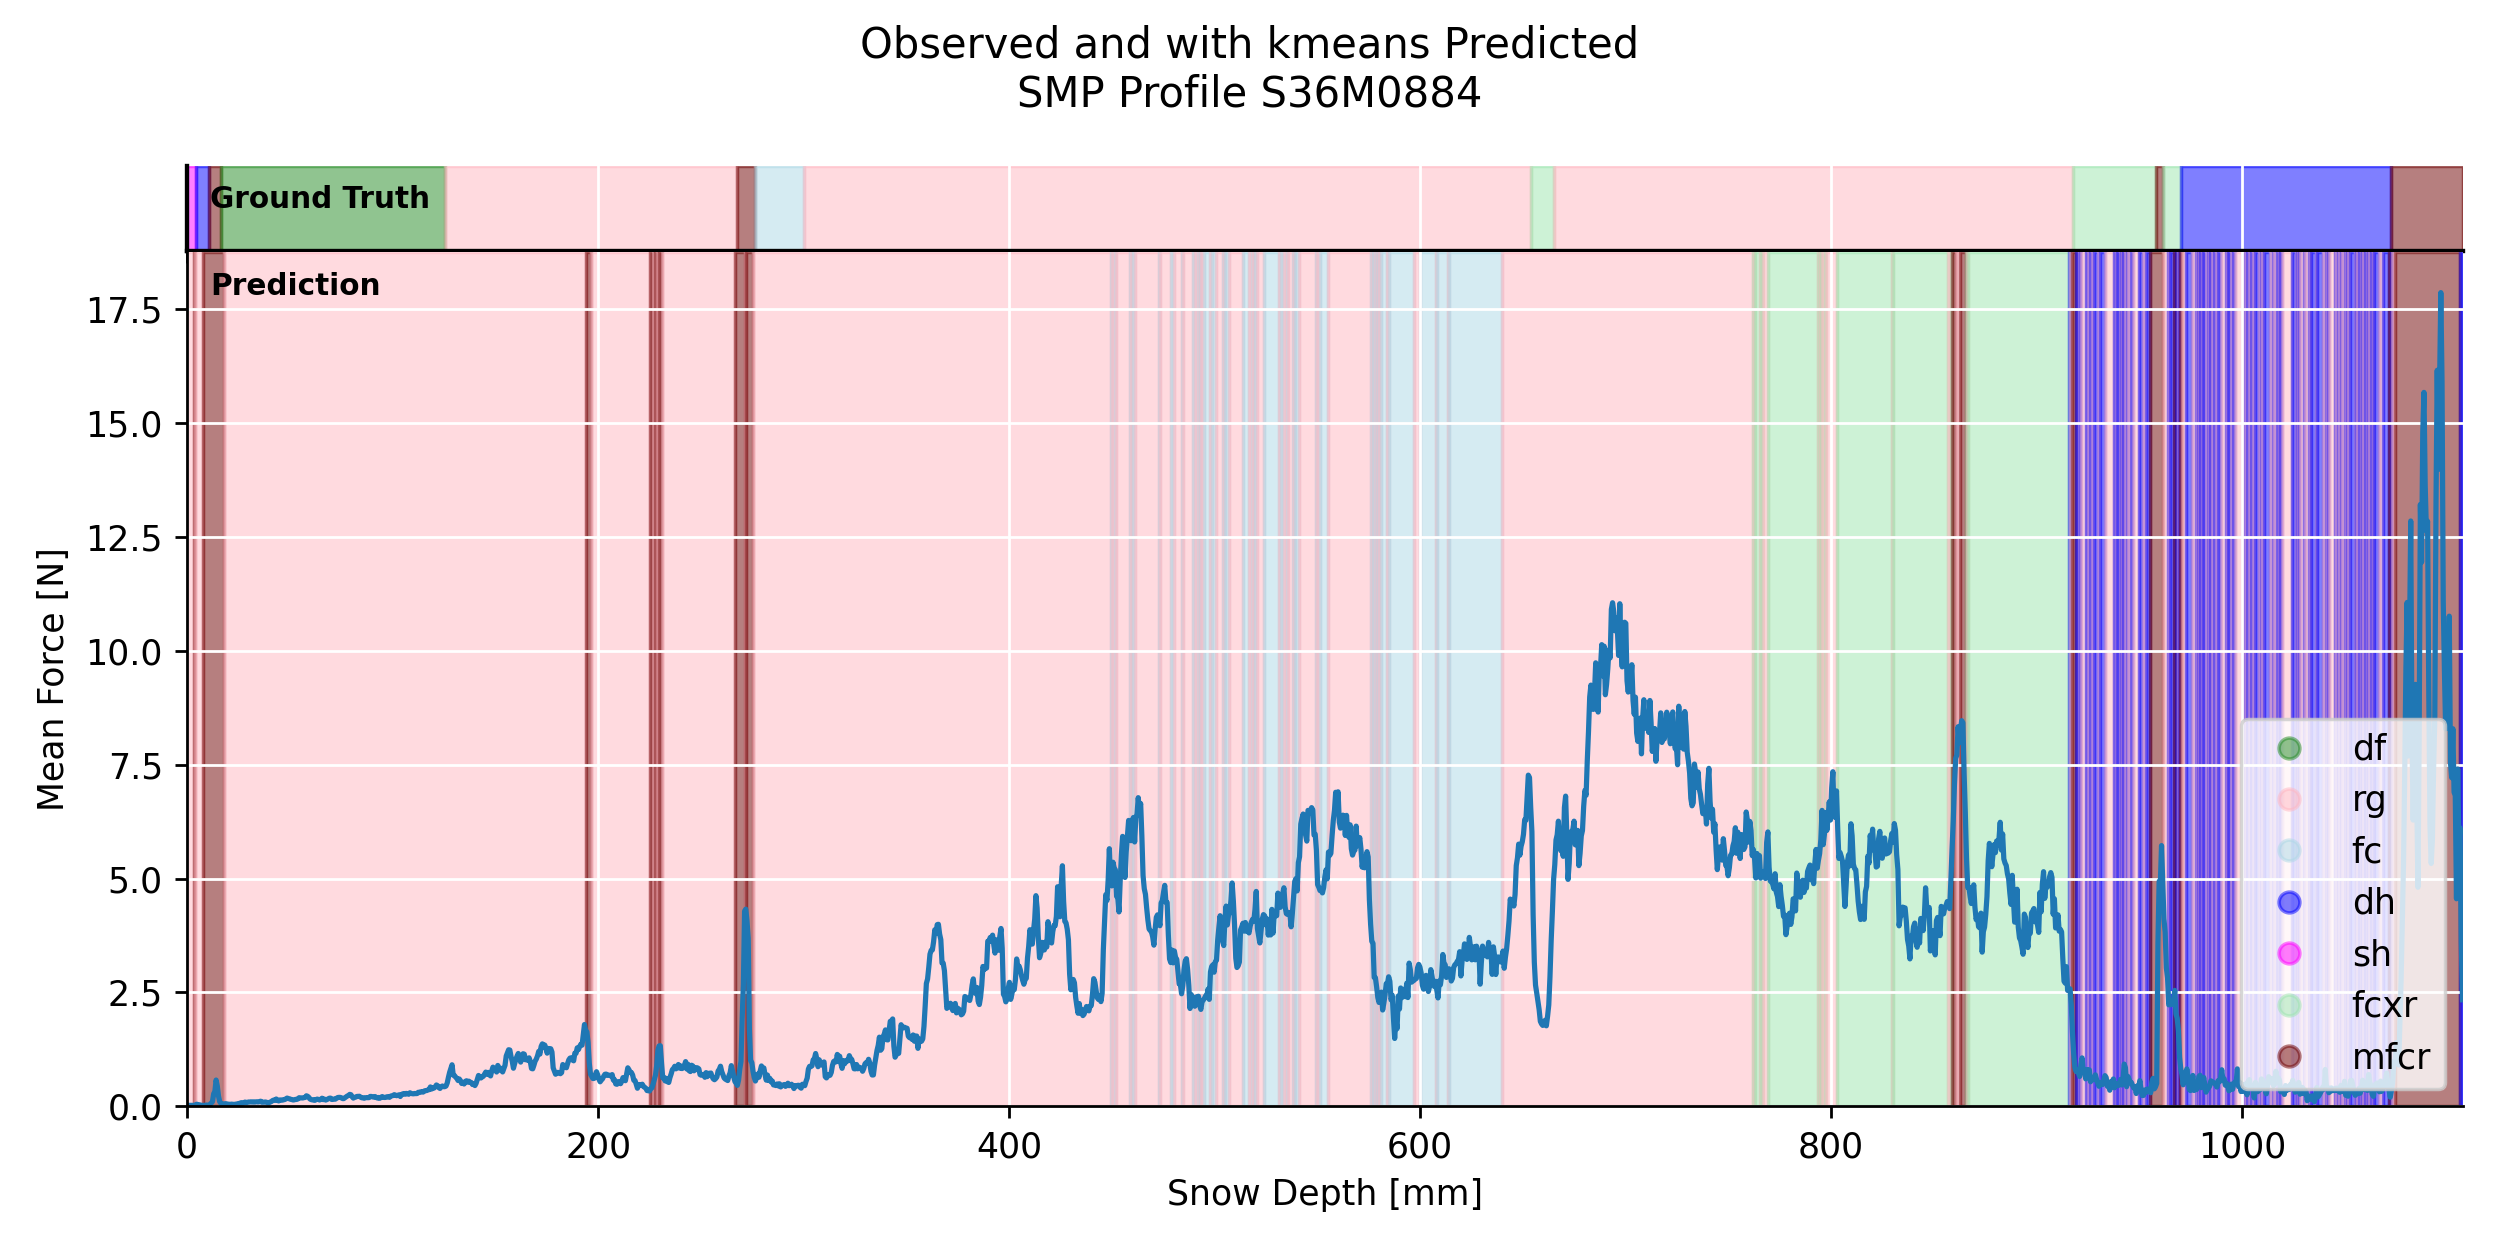 Observed and with kmeans Predicted
SMP Profile S36M0884
Ground Truth
Prediction
17.5
15.0
12.5
10.0
7.5
5.0
2.5
0.0
Mean Force [N]
0
200
400
600
800
1000
Snow Depth [mm]
df
rg
fc
dh
sh
fcxr
mfcr